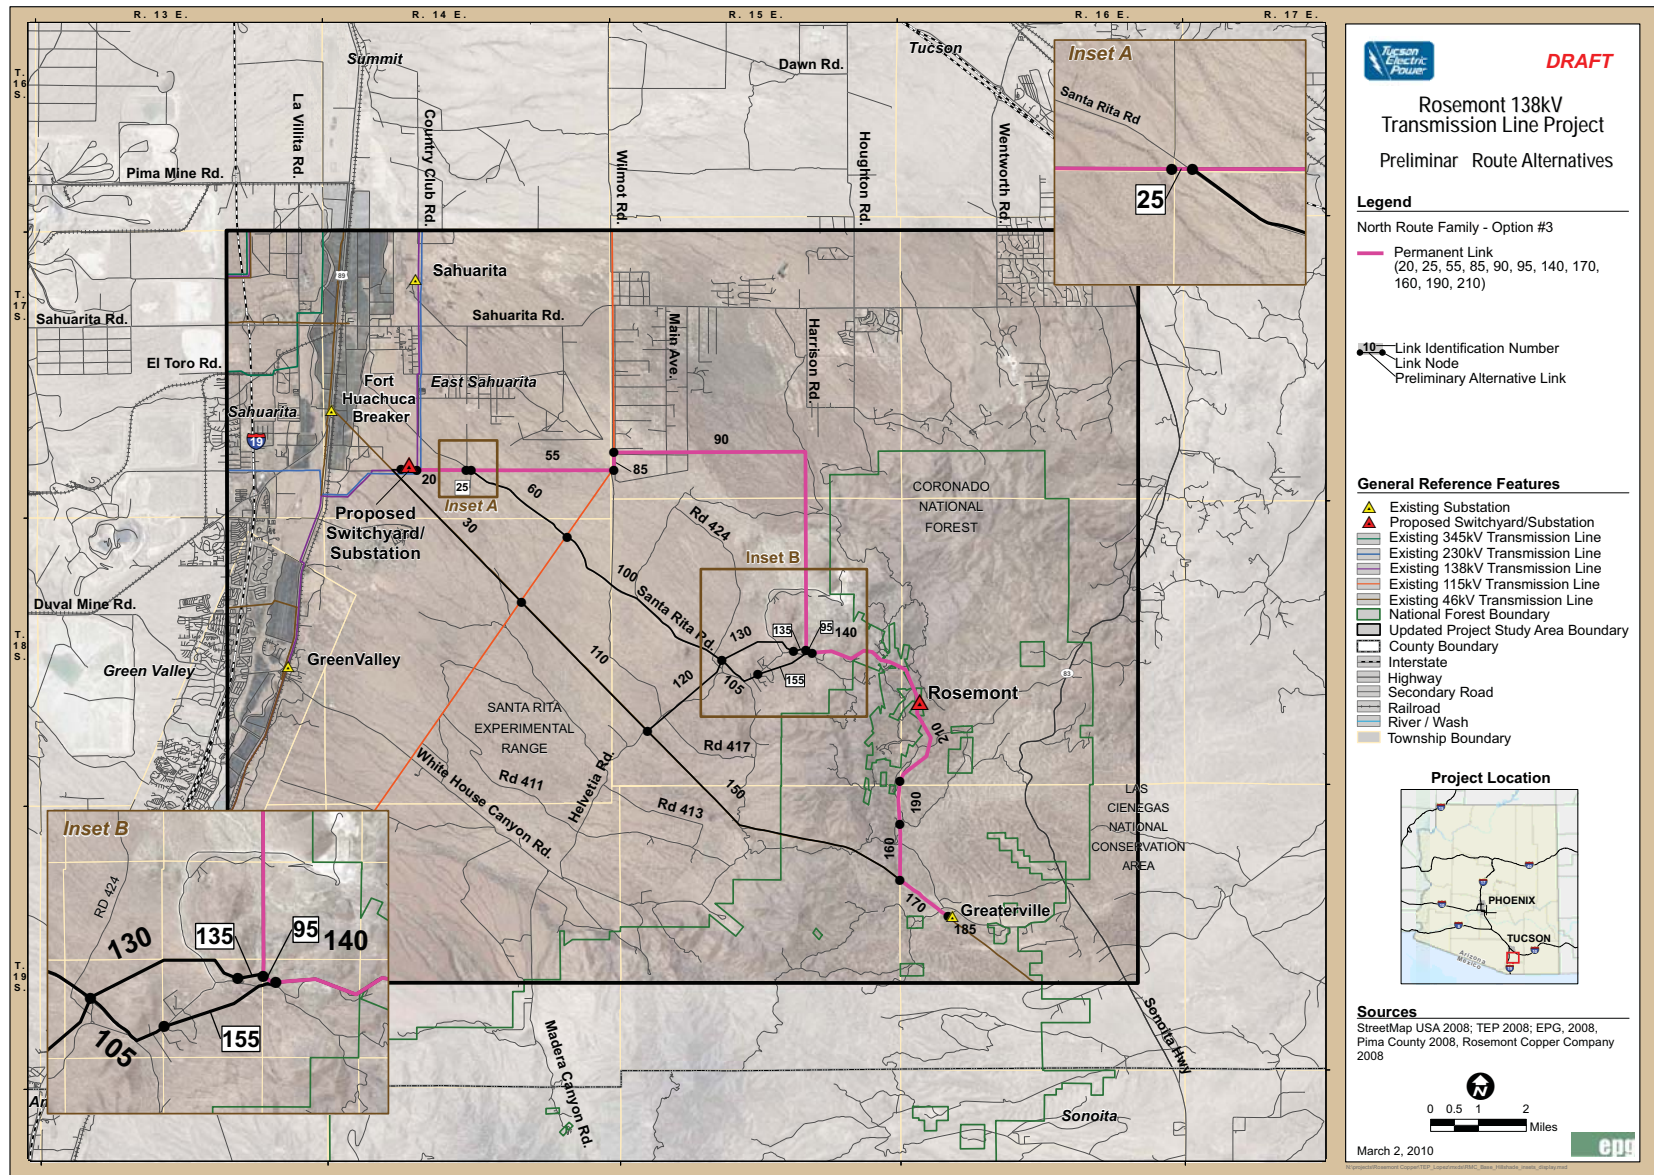 R. 13 E.
R. 14 E.
R. 15 E.
R. 16 E.
R. 17 E.
T.
16
S.
T.
17
S.
T.
18
S.
T.
19
S.
Summit
Tucson
Dawn Rd.
La Villita Rd.
Country Club Rd.
Wilmot Rd.
Houghton Rd.
Wentworth Rd.
Pima Mine Rd.
Inset A
Santa Rita Rd
25
89
Sahuarita
Sahuarita Rd.
Sahuarita Rd.
Main Ave.
Harrison Rd.
El Toro Rd.
Fort
Huachuca
Breaker
East Sahuarita
Sahuarita
19
20
25
Inset A
55
85
90
60
30
Proposed
Switchyard/
Substation
CORONADO
NATIONAL
FOREST
Rd 424
Inset B
100
Santa Rita Rd.
130
135
95
140
Duval Mine Rd.
Green Valley
GreenValley
110
120
105
155
83
Rosemont
210
SANTA RITA
EXPERIMENTAL
RANGE
Rd 417
Rd 411
White House Canyon Rd.
Helvetia Rd.
Rd 413
150
190
160
LAS
CIENEGAS
NATIONAL
CONSERVATION
AREA
170
Greaterville
185
Inset B
RD 424
130
135
95
140
105
155
Madera Canyon Rd.
Sonoita Hwy
Sonoita
Tucson
Electric
Power
DRAFT
Rosemont 138kV
Transmission Line Project
Preliminar Route Alternatives
Legend
North Route Family - Option #3
Permanent Link
(20, 25, 55, 85, 90, 95, 140, 170,
160, 190, 210)
10
Link Identification Number
Link Node
Preliminary Alternative Link
General Reference Features
Existing Substation
Proposed Switchyard/Substation
Existing 345kV Transmission Line
Existing 230kV Transmission Line
Existing 138kV Transmission Line
Existing 115kV Transmission Line
Existing 46kV Transmission Line
National Forest Boundary
Updated Project Study Area Boundary
County Boundary
Interstate
Highway
Secondary Road
Railroad
River / Wash
Township Boundary
Project Location
PHOENIX
TUCSON
Arizona
Mexico
Sources
StreetMap USA 2008; TEP 2008; EPG, 2008,
Pima County 2008, Rosemont Copper Company
2008
N
0 0.5 1 2
Miles
March 2, 2010
epg